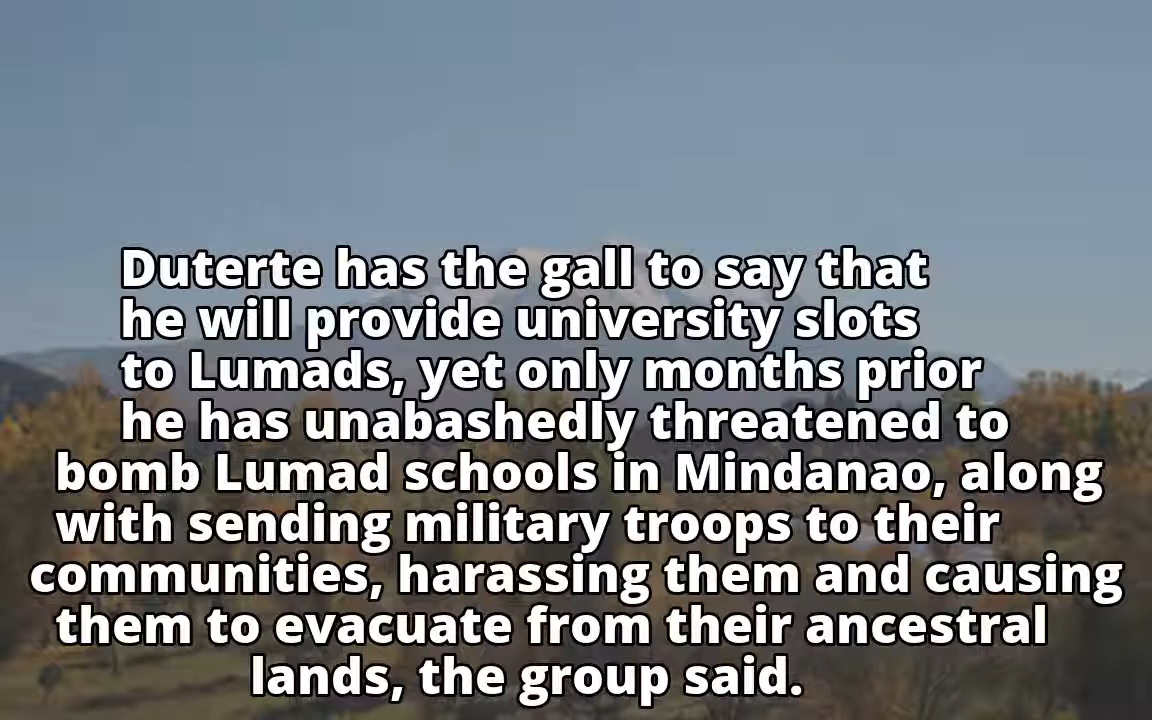 Duterte has the gall to say that
he will provide university slots
to Lumads, yet only months prior
he has unabashedly threatened to
bomb Lumad schools in Mindanao, along
with sending military troops to their
communities, harassing them and causing
them to evacuate from their ancestral
lands, the group said.